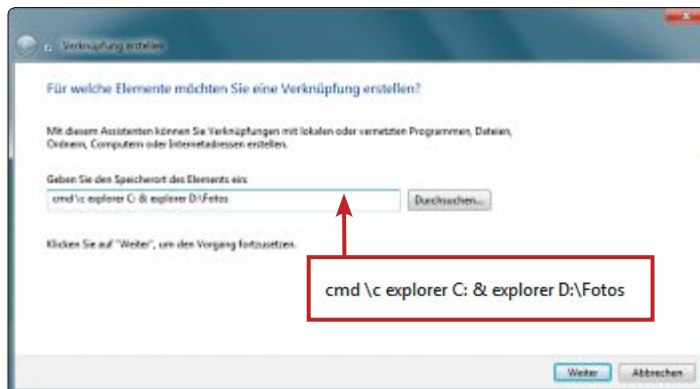 Verknüpfung erstellen
Für welche Elemente möchten Sie eine Verknüpfung erstellen?
Mit diesem Assistenten können Sie Verknüpfungen mit lokalen oder vernetzten Programmen, Dateien,
Ordnern, Computern oder Internetadressen erstellen.
Geben Sie den Speicherort des Elements ein:
cmd \c explorer C: & explorer D:\Fotos
Durchsuchen...
Klicken Sie auf "Weiter", um den Vorgang fortzusetzen.
cmd \c explorer C: & explorer D:\Fotos
Weiter
Abbrechen